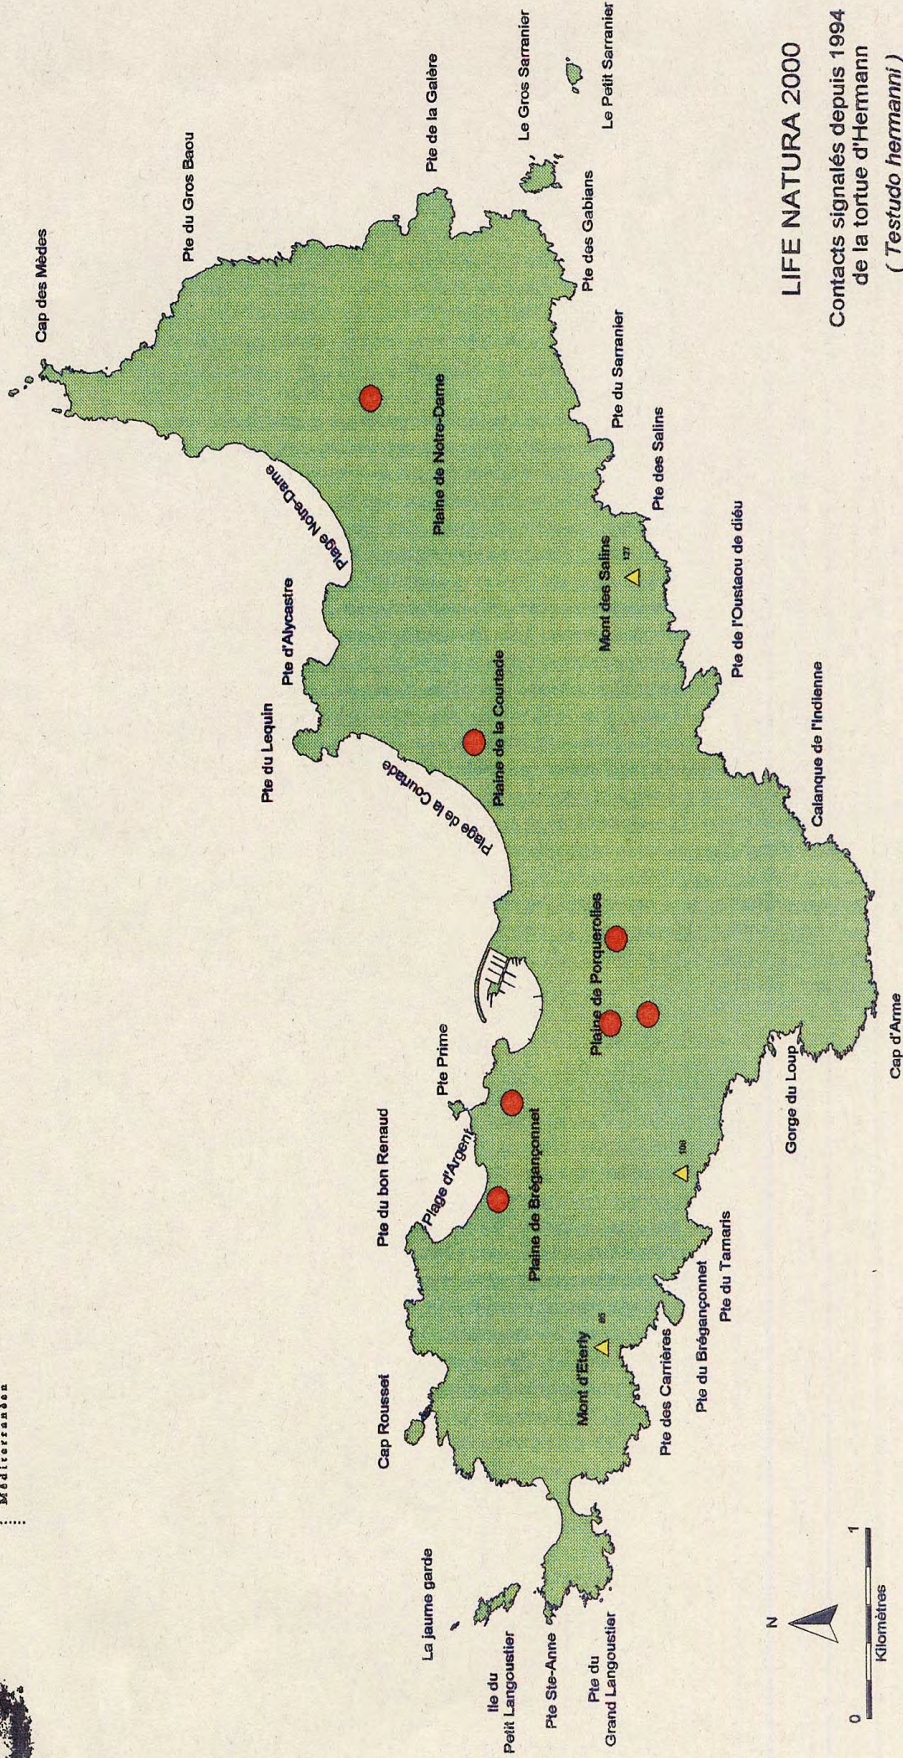 Méditerranéen
Cap des Mèdes
Pte du Gros Baou
Pte de la Galère
Le Gros Sarranier
Le Petit Sarranier
Pte des Gabians
Pte du Sarranier
Pte des Salins
Mont des Salins
127
Pte de l'Oustaou de diéu
Calanque de l'Indienne
Plage Notre-Dame
Plaine de Notre-Dame
Pte d'Alycastre
Pte du Lequin
Plage de la Courtade
Plaine de la Courtade
Plaine de Porquerolles
Pte Prime
Pte du bon Renaud
Plage d'Argent
Plaine de Brégançonnet
Cap d'Arme
Gorge du Loup
108
Pte du Tamaris
Pte du Brégançonnet
Pte des Carrières
Mont d'Eterly
85
Cap Rousset
La jaume garde
Ile du
Petit Langoustier
Pte Ste-Anne
Pte du
Grand Langoustier
N
0
1
Kilomètres
LIFE NATURA 2000
Contacts signalés depuis 1994
de la tortue d'Hermann
( Testudo hermanni )